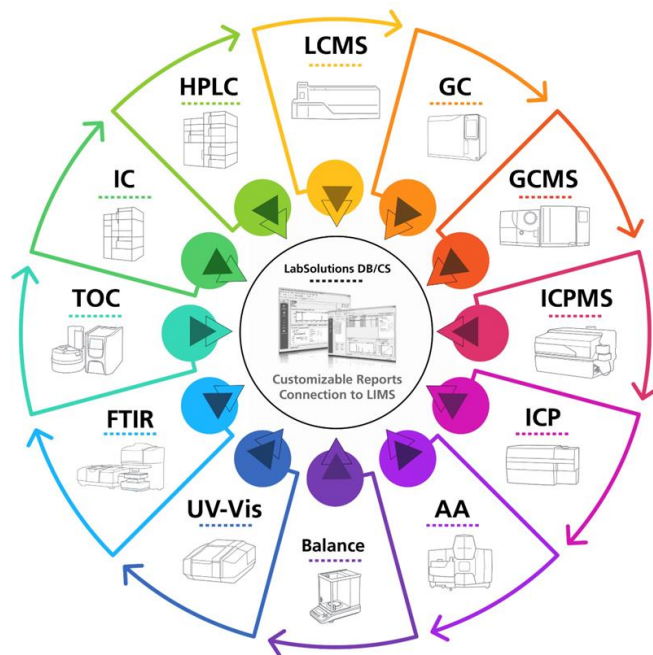 LCMS
GC
GCMS
ICPMS
ICP
AA
Balance
UV-Vis
FTIR
TOC
IC
HPLC
LabSolutions DB/CS
Customizable Reports
Connection to LIMS